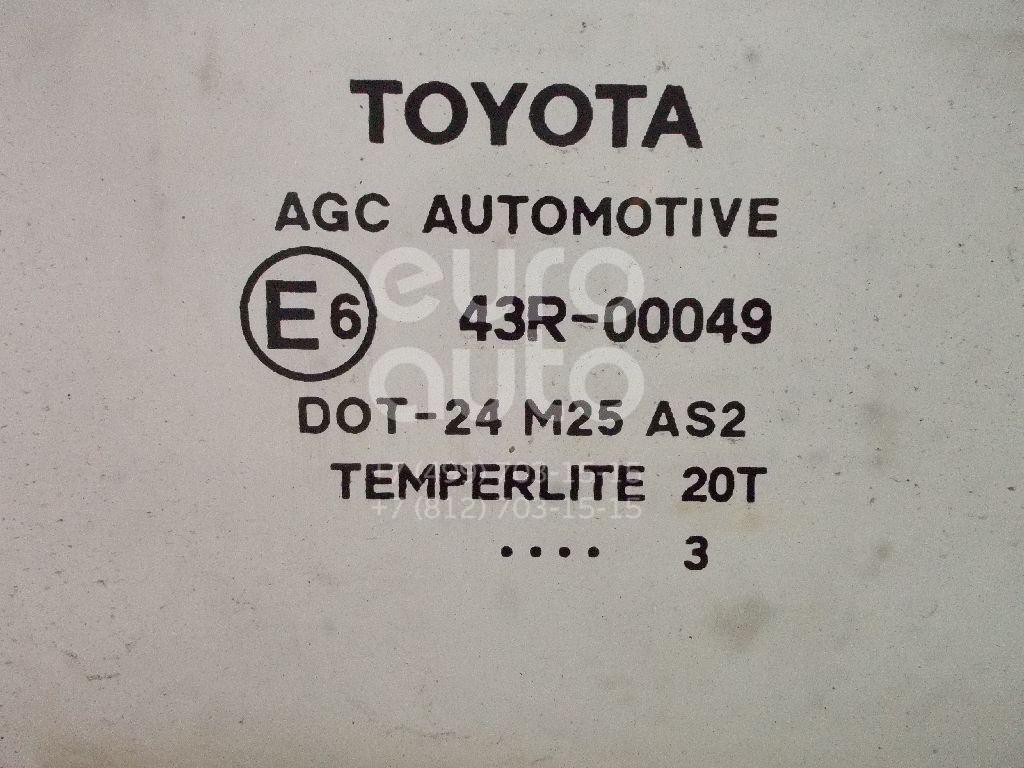 TOYOTA
AGC AUTOMOTIVE
euro
E6 43R-00049
auto
DOT-24 M25 AS2
TEMPERLITE 20T
+7 (812) 703-15-15
.... 3